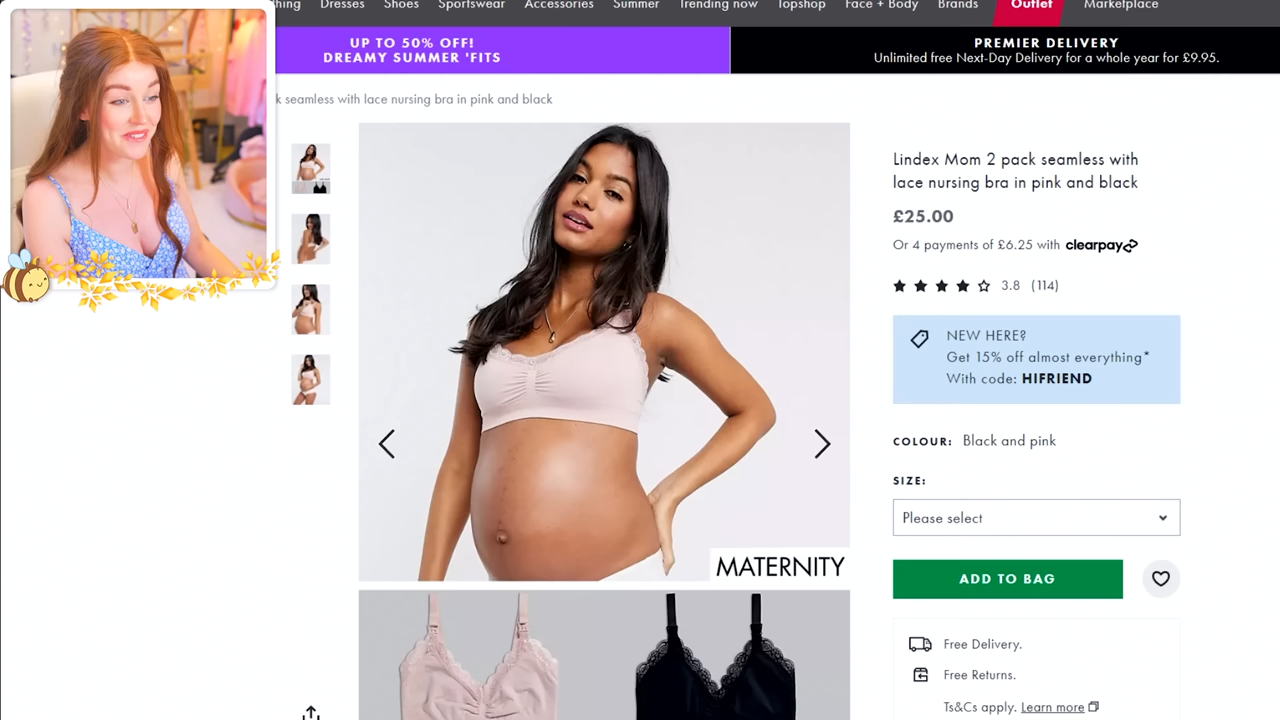 Dresses
Shoes
Sportswear
Accessories
Summer
Trending now
Topshop
Face + Body
Brands
Outlet
Marketplace
UP TO 50% OFF!
DREAMY SUMMER 'FITS
PREMIER DELIVERY
Unlimited free Next-Day Delivery for a whole year for £9.95.
seamless with lace nursing bra in pink and black
MATERNITY
Lindex Mom 2 pack seamless with
lace nursing bra in pink and black
£25.00
Or 4 payments of £6.25 with clearpay
3.8 (114)
NEW HERE?
Get 15% off almost everything*
With code: HIFRIEND
COLOUR: Black and pink
SIZE:
Please select
ADD TO BAG
Free Delivery.
Free Returns.
Ts&Cs apply. Learn more